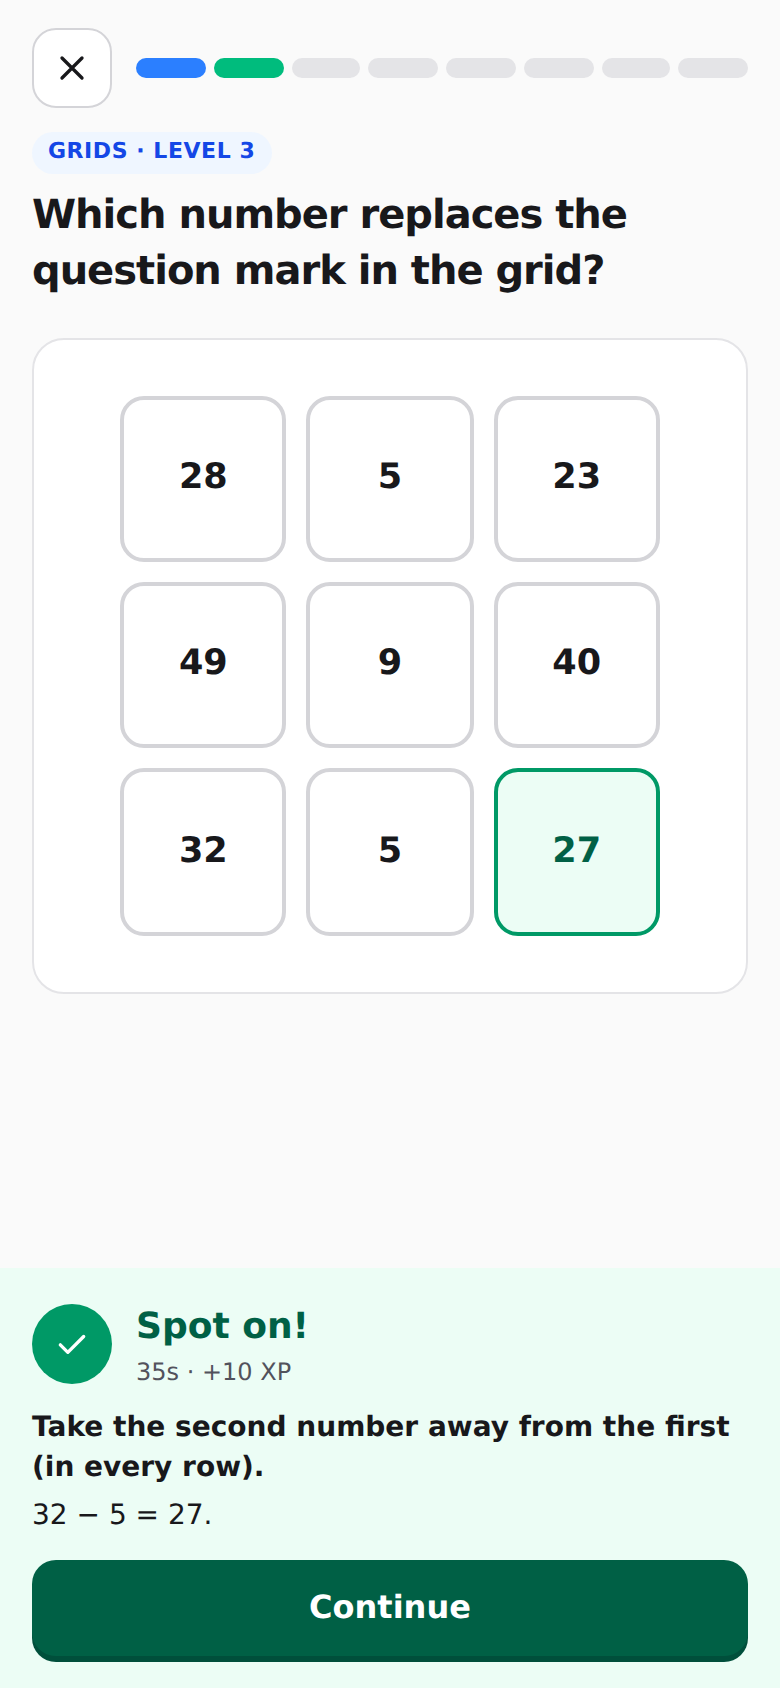 GRIDS · LEVEL 3
Which number replaces the
question mark in the grid?
28 5 23
49 9 40
32 5 27
Spot on!
35s · +10 XP
Take the second number away from the first
(in every row).
32 − 5 = 27.
Continue